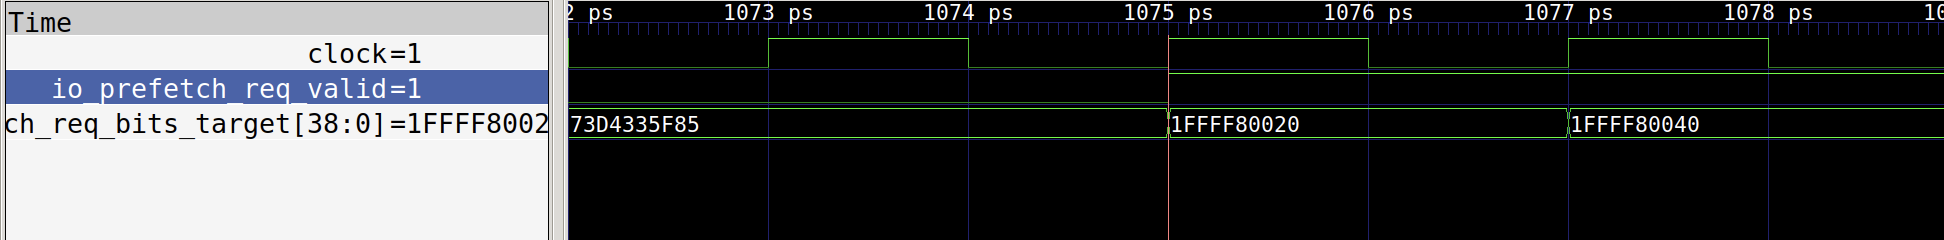 Time
2 ps 1073 ps 1074 ps 1075 ps 1076 ps 1077 ps 1078 ps 10
clock=1
io_prefetch_req_valid=1
ch_req_bits_target[38:0]=1FFFF8002 73D4335F85 1FFFF80020 1FFFF80040